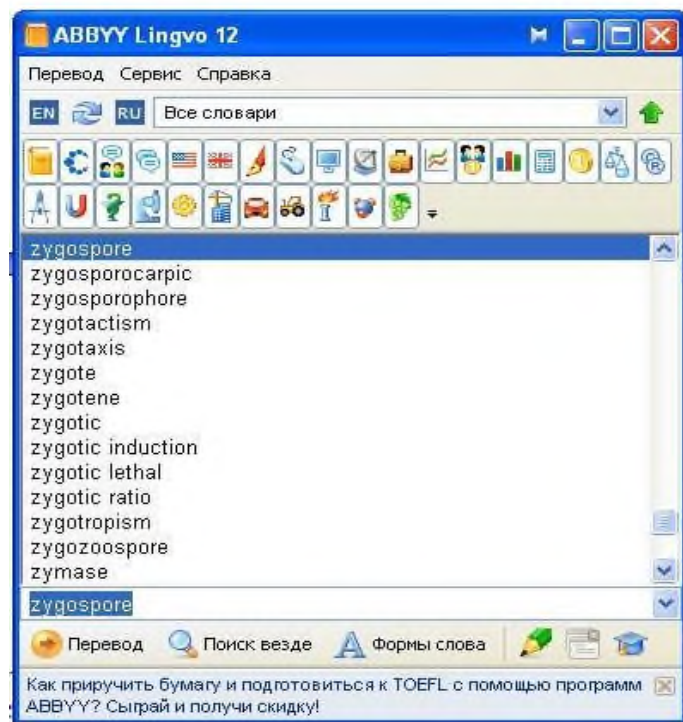 ABBYY Lingvo 12
Перевод Сервис Справка
EN RU Все словари
zygospore
zygosporocarpic
zygosporophore
zygotactism
zygotaxis
zygote
zygotene
zygotic
zygotic induction
zygotic lethal
zygotic ratio
zygotropism
zygozoospore
zymase
zygospore
Перевод Поиск везде Формы слова
Как приручить бумагу и подготовиться к TOEFL с помощью программ
ABBYY? Сыграй и получи скидку!